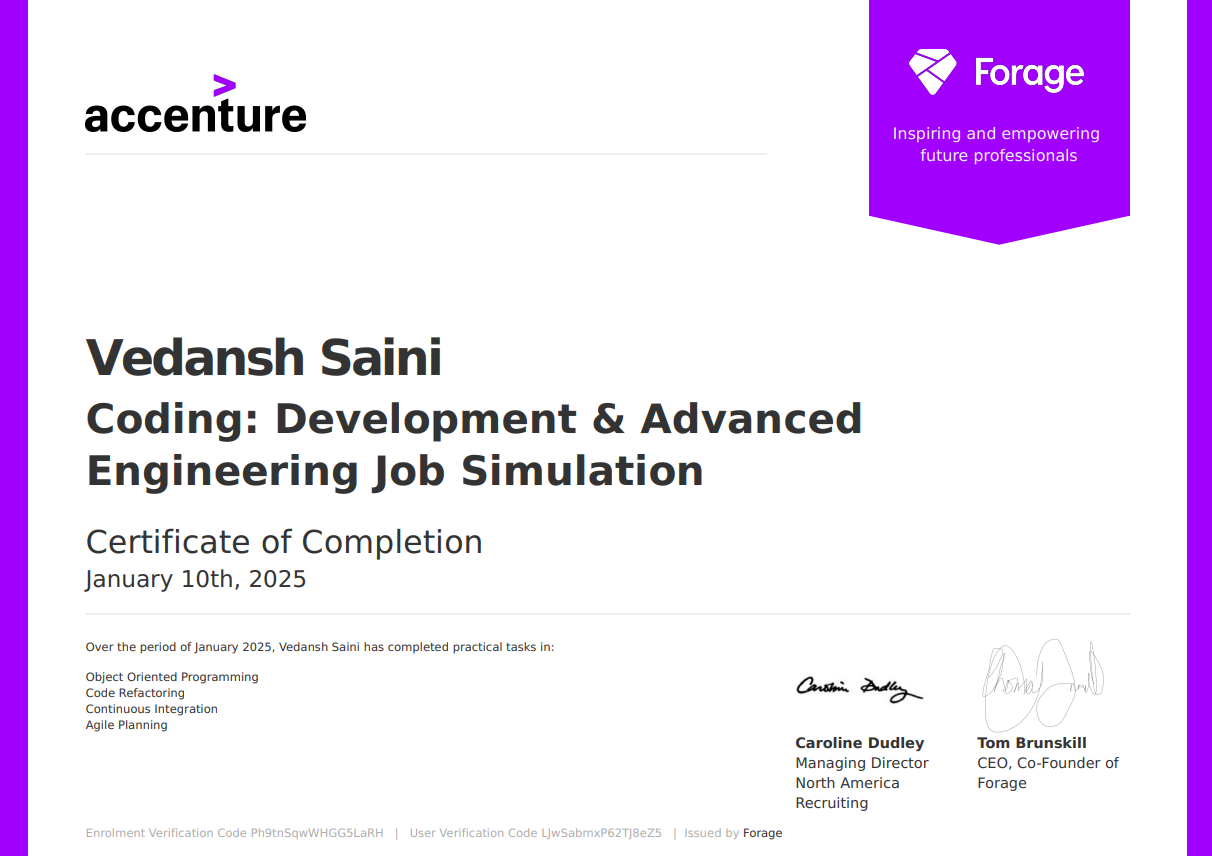 accenture
Forage
Inspiring and empowering
future professionals
Vedansh Saini
Coding: Development & Advanced
Engineering Job Simulation
Certificate of Completion
January 10th, 2025
Over the period of January 2025, Vedansh Saini has completed practical tasks in:
Object Oriented Programming
Code Refactoring
Continuous Integration
Agile Planning
Caroline Dudley
Caroline Dudley
Managing Director
North America
Recruiting
Tom Brunskill
CEO, Co-Founder of
Forage
Enrolment Verification Code Ph9tnSqwWHGG5LaRH | User Verification Code LJwSabmxP62TJ8eZ5 | Issued by Forage